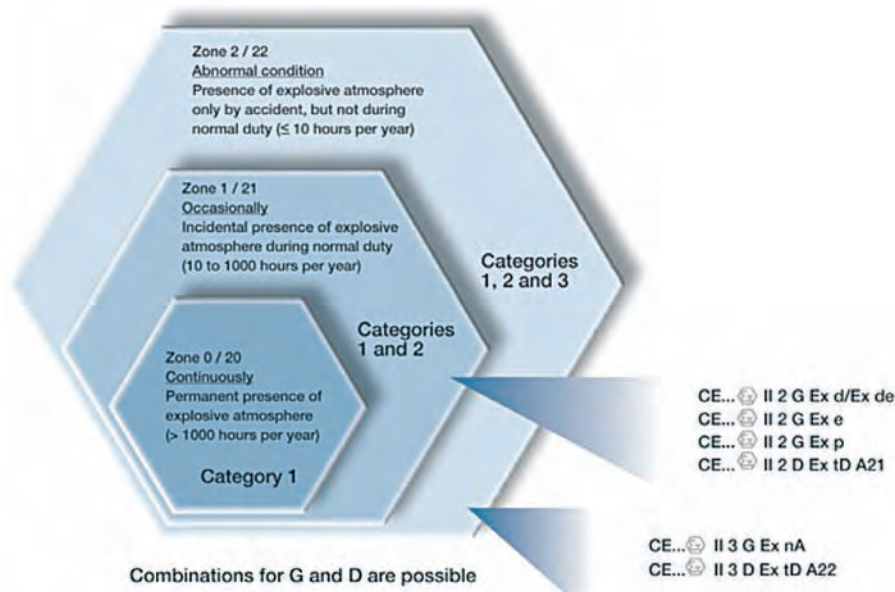 Zone 2 / 22
Abnormal condition
Presence of explosive atmosphere
only by accident, but not during
normal duty (≤ 10 hours per year)
Zone 1 / 21
Occasionally
Incidental presence of explosive
atmosphere during normal duty
(10 to 1000 hours per year)
Categories
1, 2 and 3
Categories
1 and 2
Zone 0 / 20
Continuously
Permanent presence of
explosive atmosphere
(> 1000 hours per year)
Category 1
CE... II 2 G Ex d/Ex de
CE... II 2 G Ex e
CE... II 2 G Ex p
CE... II 2 D Ex tD A21
CE... II 3 G Ex nA
CE... II 3 D Ex tD A22
Combinations for G and D are possible